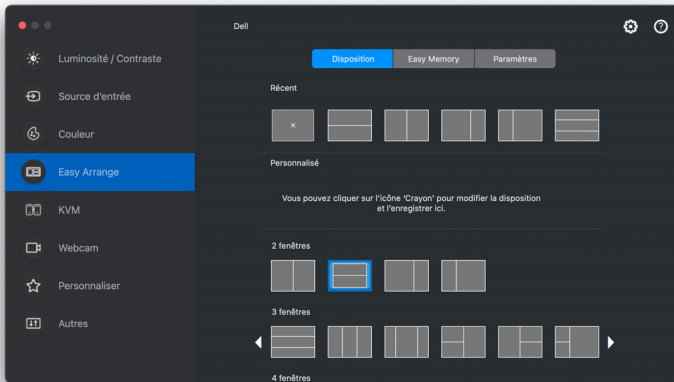 Dell
Luminosité / Contraste
Source d'entrée
Couleur
Easy Arrange
KVM
Webcam
Personnaliser
Autres
Disposition
Easy Memory
Paramètres
Récent
Personnalisé
Vous pouvez cliquer sur l'icône 'Crayon' pour modifier la disposition
et l'enregistrer ici.
2 fenêtres
3 fenêtres
4 fenêtres